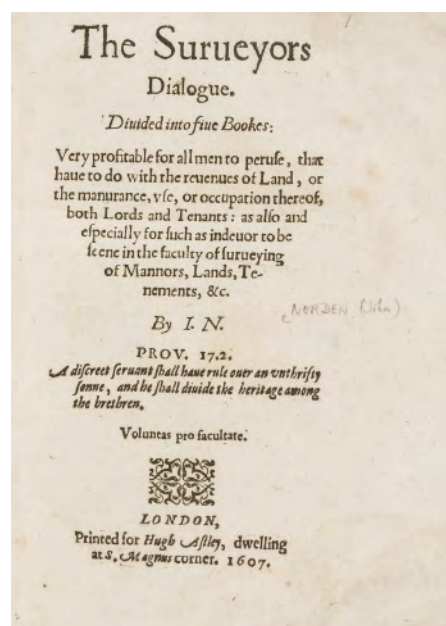 The Surueyors
Dialogue.
Diuided into fiue Bookes:
Very profitable for all men to peruſe, that
haue to do with the reuenues of Land, or
the manurance, vſe, or occupation thereof,
both Lords and Tenants: as alſo and
eſpecially for ſuch as indeuor to be
ſeene in the faculty of ſurueying
of Mannors, Lands, Te-
nements, &c.
By I. N.
NORDEN (John)
PROV. 17.2.
A diſcreet ſeruant ſhall haue rule ouer an vnthrifty
ſonne, and he ſhall diuide the heritage among
the brethren.
Voluntas pro facultate.
LONDON,
Printed for Hugh Aſtley, dwelling
at S. Magnus corner. 1607.